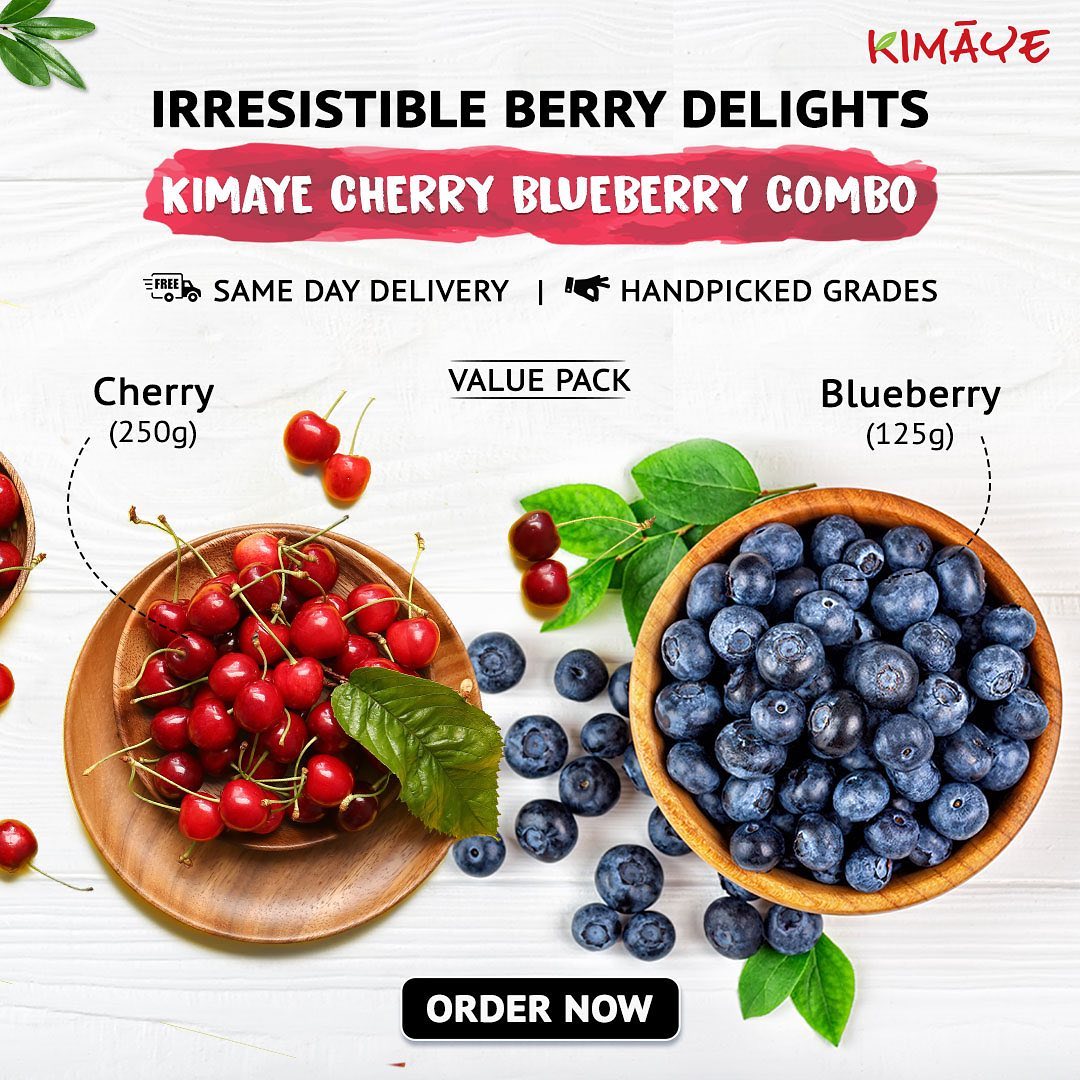 KIMĀYE
IRRESISTIBLE BERRY DELIGHTS
KIMAYE CHERRY BLUEBERRY COMBO
FREE SAME DAY DELIVERY | HANDPICKED GRADES
VALUE PACK
Cherry
(250g)
Blueberry
(125g)
ORDER NOW